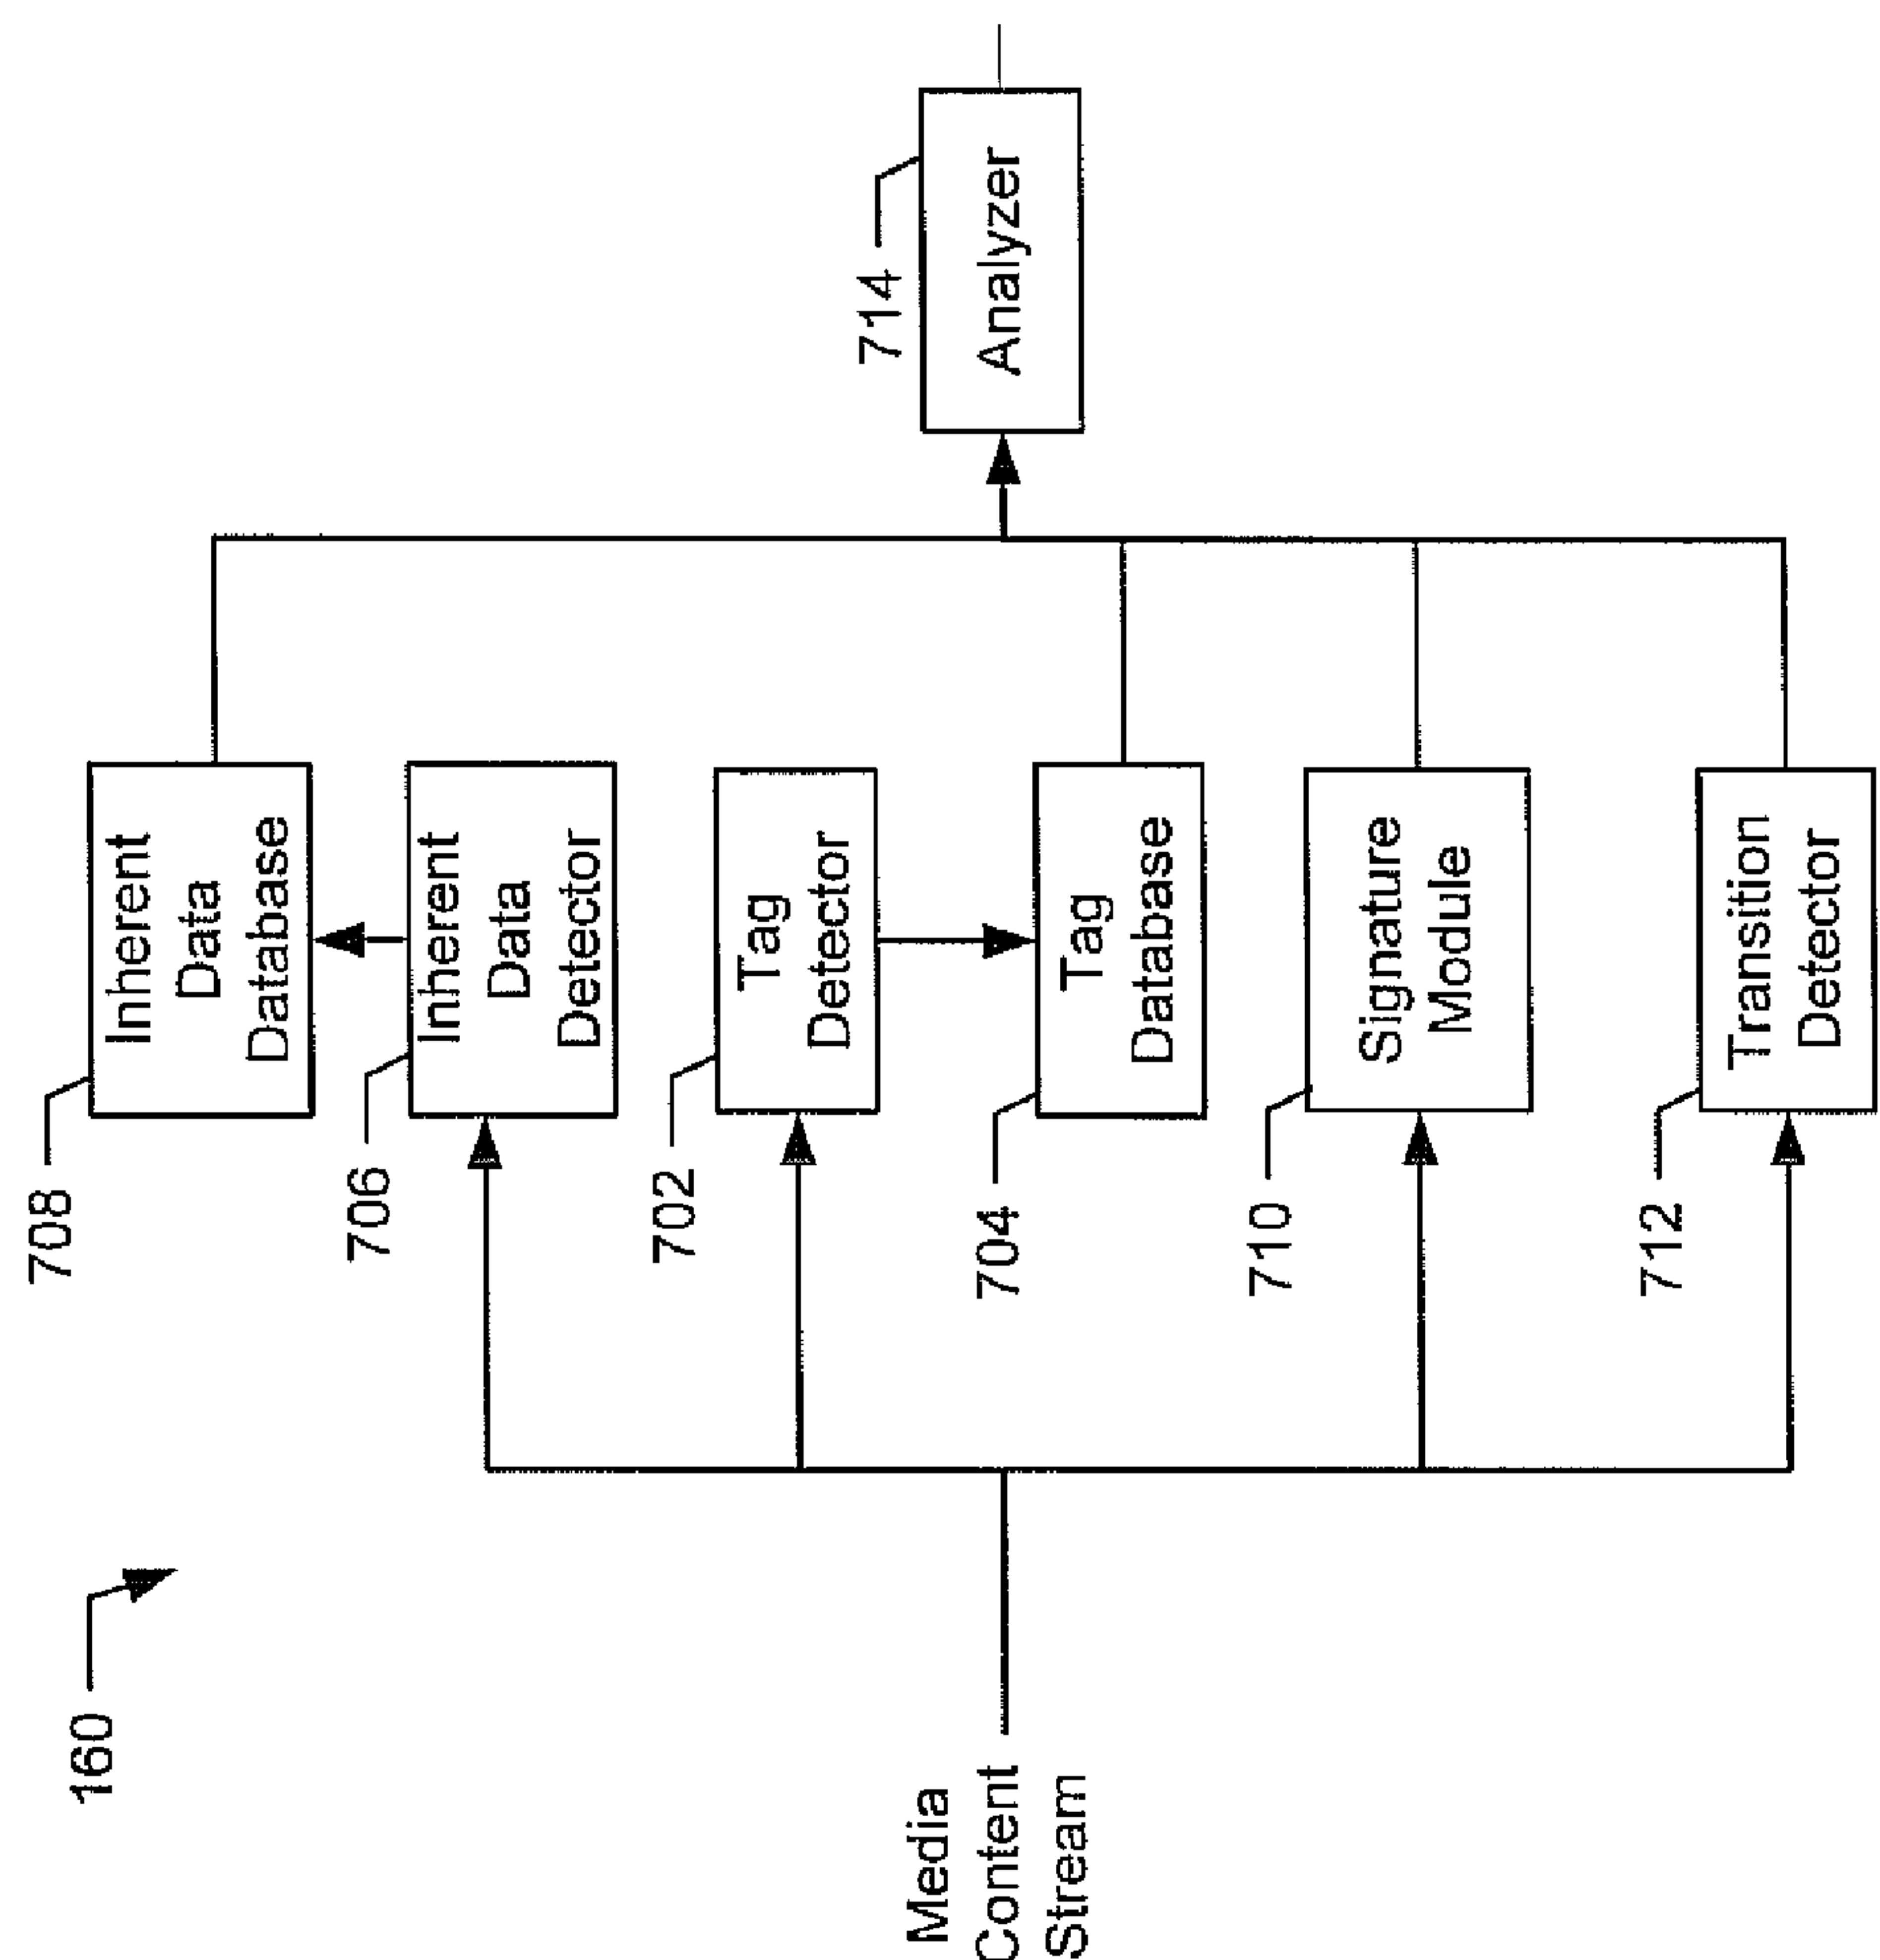 160
Media
Content
Stream
708
Inherent
Data
Database
706
Inherent
Data
Detector
702
Tag
Detector
704
Tag
Database
710
Signature
Module
712
Transition
Detector
714
Analyzer